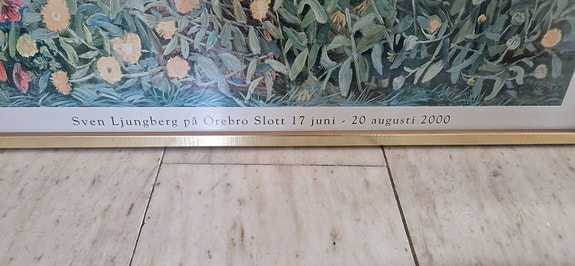 Sven Ljungberg på Örebro Slott 17 juni - 20 augusti 2000